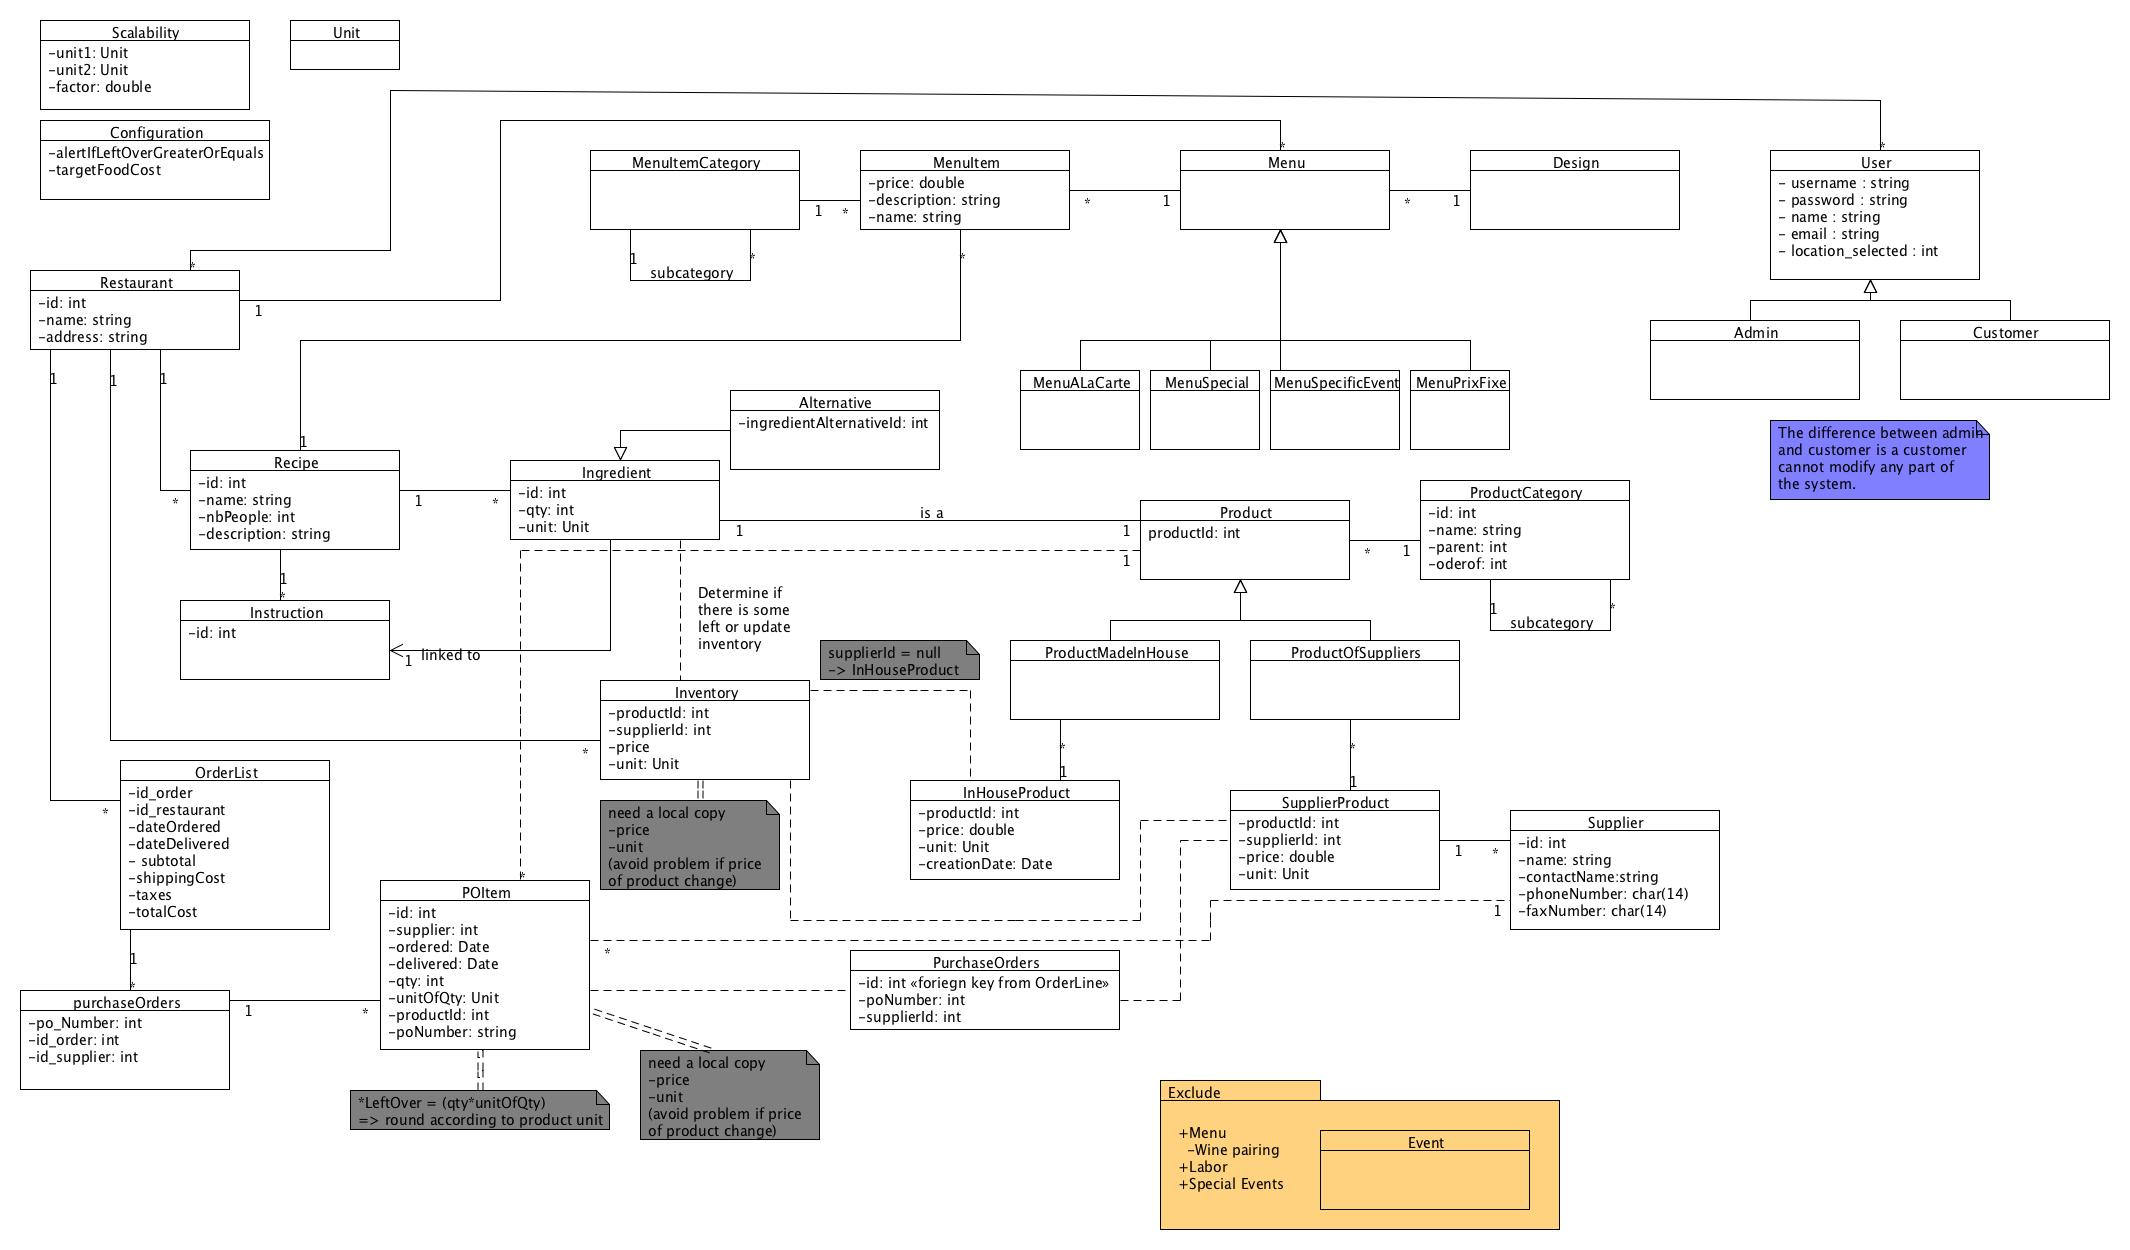 Scalability
-unit1: Unit
-unit2: Unit
-factor: double
Unit
Configuration
-alertIfLeftOverGreaterOrEquals
-targetFoodCost
MenuItemCategory
1
*
1
*
subcategory
MenuItem
-price: double
-description: string
-name: string
*
1
*
Menu
*
*
1
Design
User
*
- username : string
- password : string
- name : string
- email : string
- location_selected : int
Restaurant
*
-id: int
-name: string
-address: string
1
1
1
1
Admin
Customer
MenuALaCarte
MenuSpecial
MenuSpecificEvent
MenuPrixFixe
The difference between admin
and customer is a customer
cannot modify any part of
the system.
Alternative
-ingredientAlternativeId: int
1
Recipe
-id: int
-name: string
-nbPeople: int
-description: string
*
1
*
Ingredient
-id: int
-qty: int
-unit: Unit
is a
1
1
1
Product
productId: int
*
1
ProductCategory
-id: int
-name: string
-parent: int
-oderof: int
1
*
subcategory
1
*
Instruction
-id: int
1
linked to
Determine if
there is some
left or update
inventory
supplierId = null
-> InHouseProduct
ProductMadeInHouse
ProductOfSuppliers
Inventory
-productId: int
-supplierId: int
-price
-unit: Unit
*
*
1
*
1
OrderList
-id_order
-id_restaurant
-dateOrdered
-dateDelivered
- subtotal
-shippingCost
-taxes
-totalCost
*
need a local copy
-price
-unit
(avoid problem if price
of product change)
InHouseProduct
-productId: int
-price: double
-unit: Unit
-creationDate: Date
SupplierProduct
-productId: int
-supplierId: int
-price: double
-unit: Unit
1
*
Supplier
-id: int
-name: string
-contactName:string
-phoneNumber: char(14)
-faxNumber: char(14)
1
*
POItem
-id: int
-supplier: int
-ordered: Date
-delivered: Date
-qty: int
-unitOfQty: Unit
-productId: int
-poNumber: string
*
1
*
purchaseOrders
-po_Number: int
-id_order: int
-id_supplier: int
1
*
PurchaseOrders
-id: int «foriegn key from OrderLine»
-poNumber: int
-supplierId: int
need a local copy
-price
-unit
(avoid problem if price
of product change)
*LeftOver = (qty*unitOfQty)
=> round according to product unit
Exclude
+Menu
-Wine pairing
+Labor
+Special Events
Event